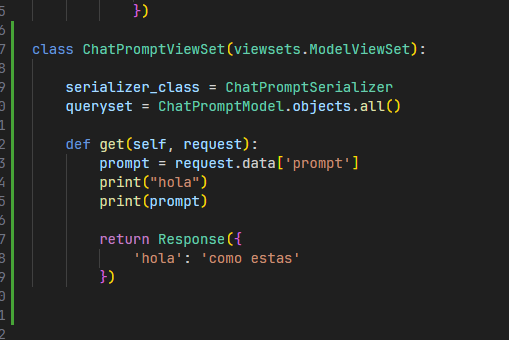 5 })
6
7 class ChatPromptViewSet(viewsets.ModelViewSet):
8
9 serializer_class = ChatPromptSerializer
0 queryset = ChatPromptModel.objects.all()
1
2 def get(self, request):
3 prompt = request.data['prompt']
4 print("hola")
5 print(prompt)
6
7 return Response({
8 'hola': 'como estas'
9 })
0
1
2